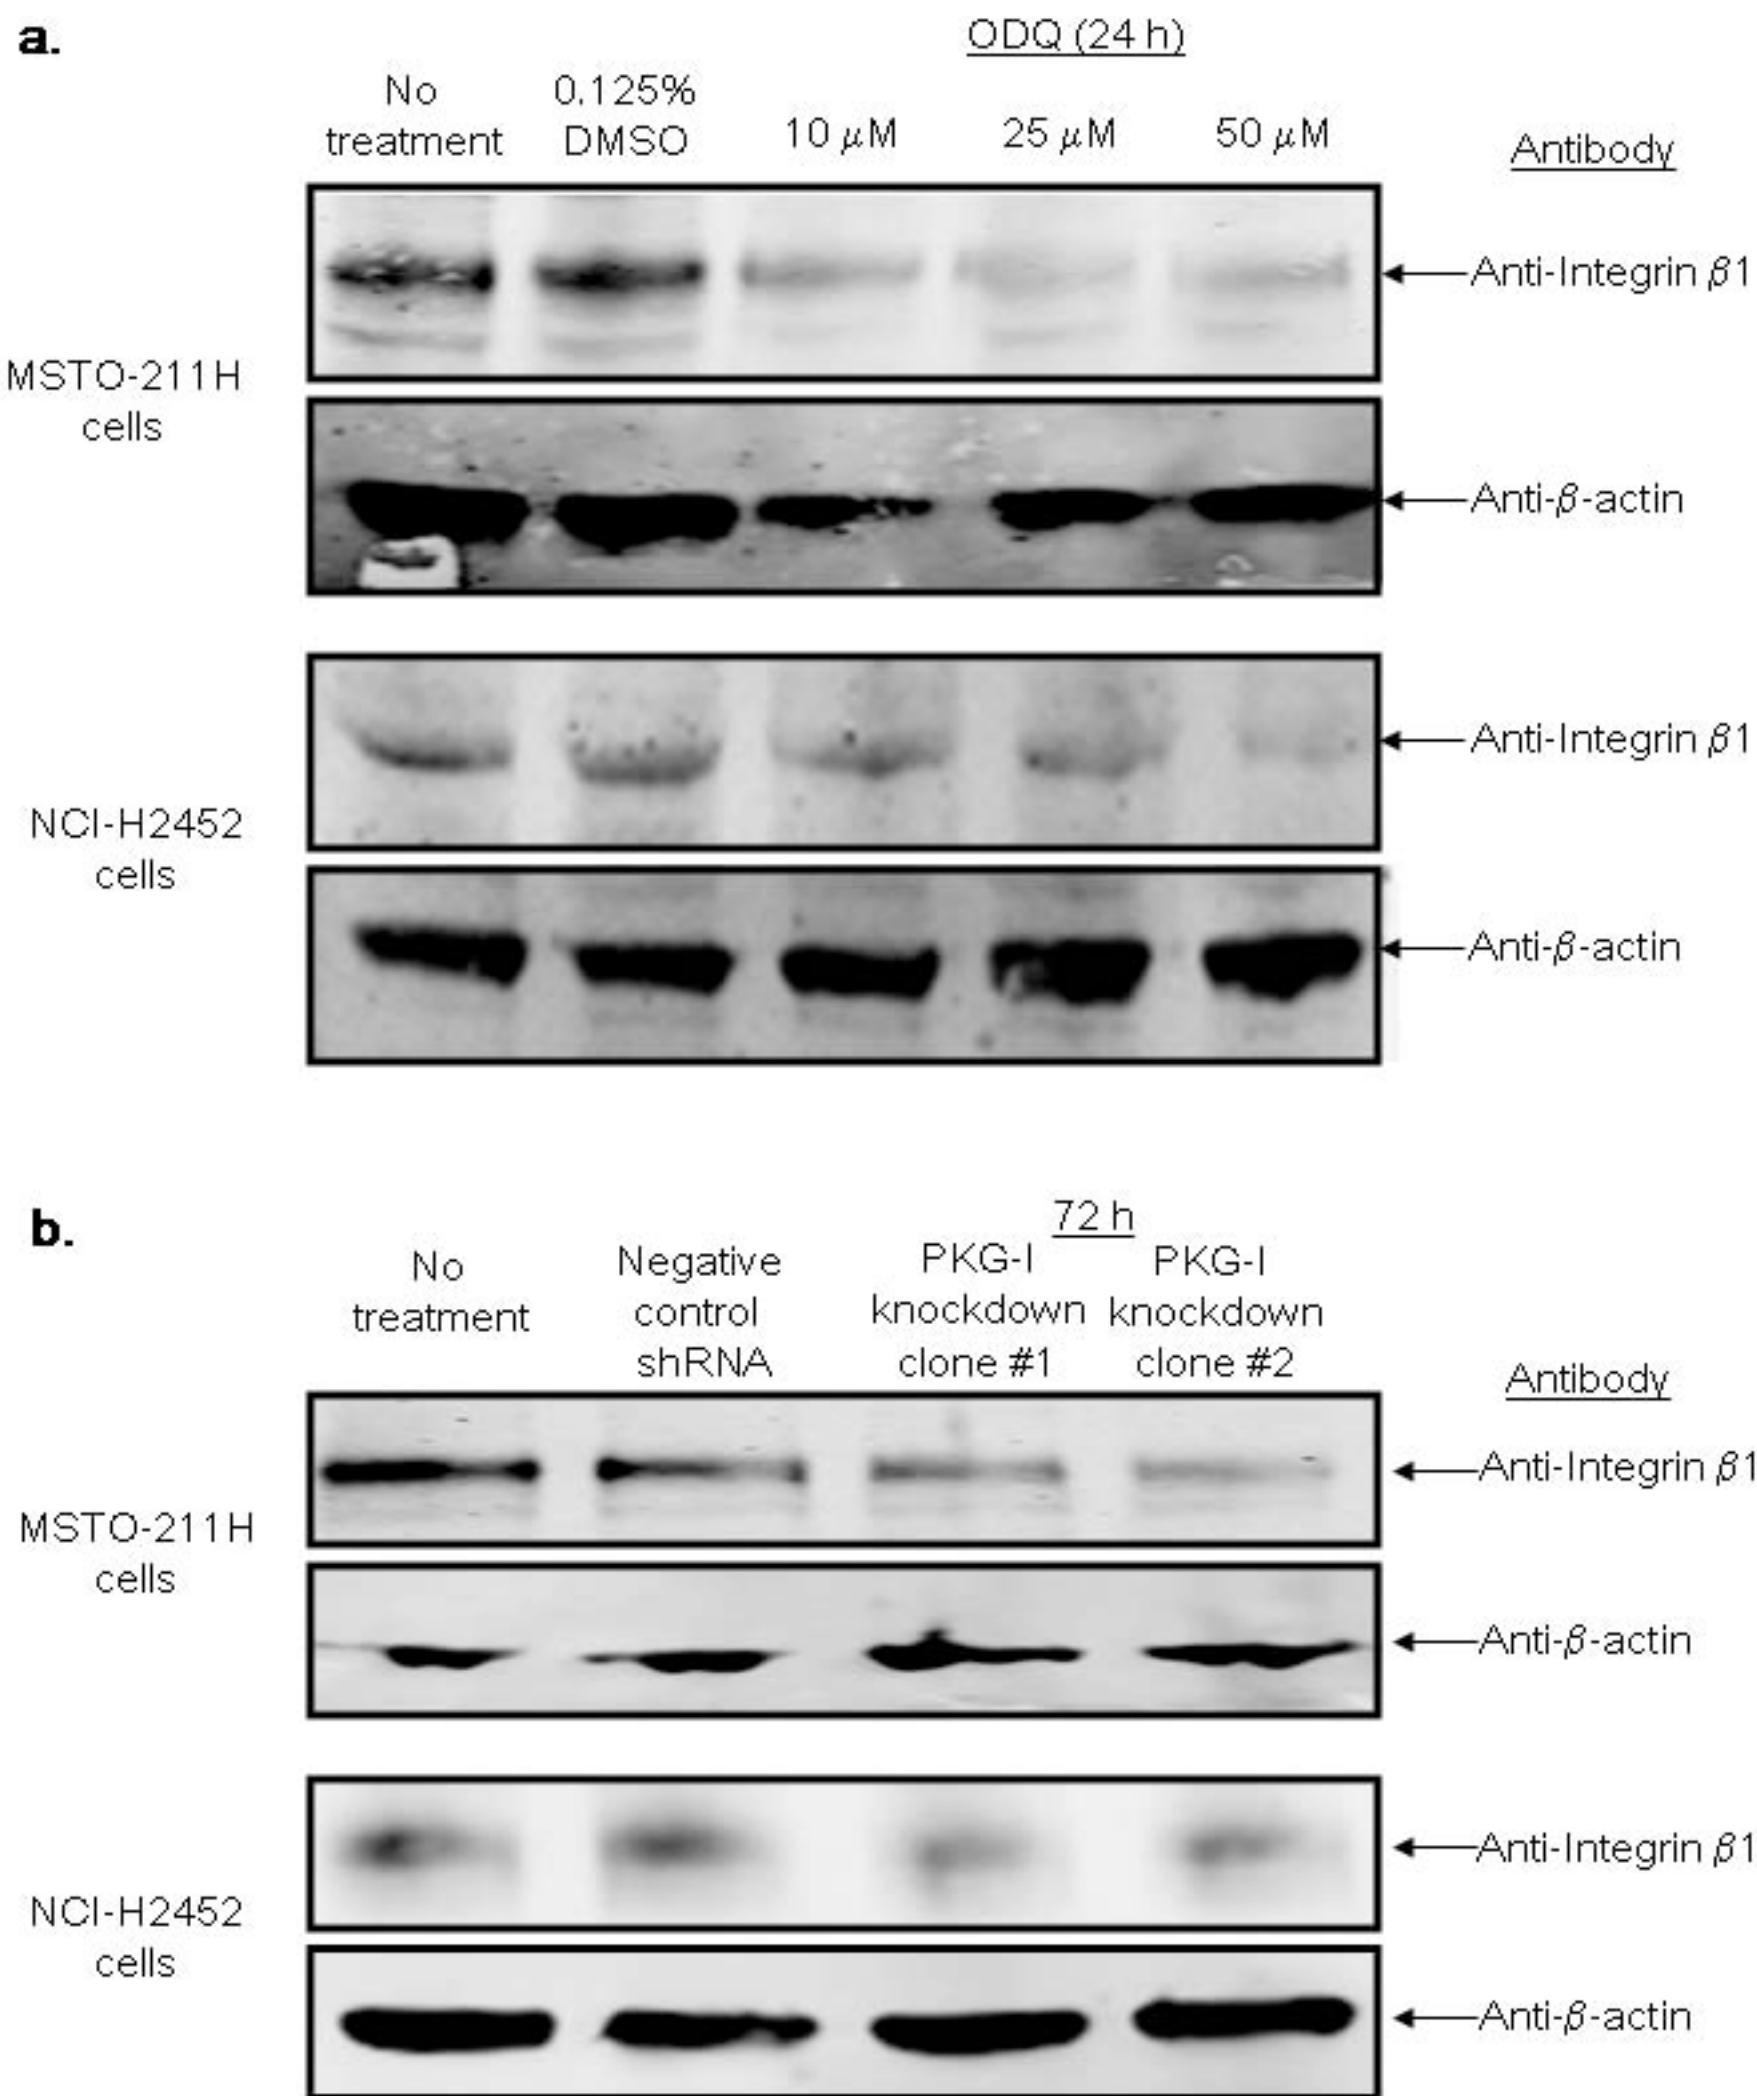 a.
ODQ (24 h)
No
treatment
0.125%
DMSO
10 μM
25 μM
50 μM
Antibody
MSTO-211H
cells
Anti-Integrin β1
Anti-β-actin
NCI-H2452
cells
Anti-Integrin β1
Anti-β-actin
b.
72 h
No
treatment
Negative
control
shRNA
PKG-I
knockdown
clone #1
PKG-I
knockdown
clone #2
Antibody
MSTO-211H
cells
Anti-Integrin β1
Anti-β-actin
NCI-H2452
cells
Anti-Integrin β1
Anti-β-actin